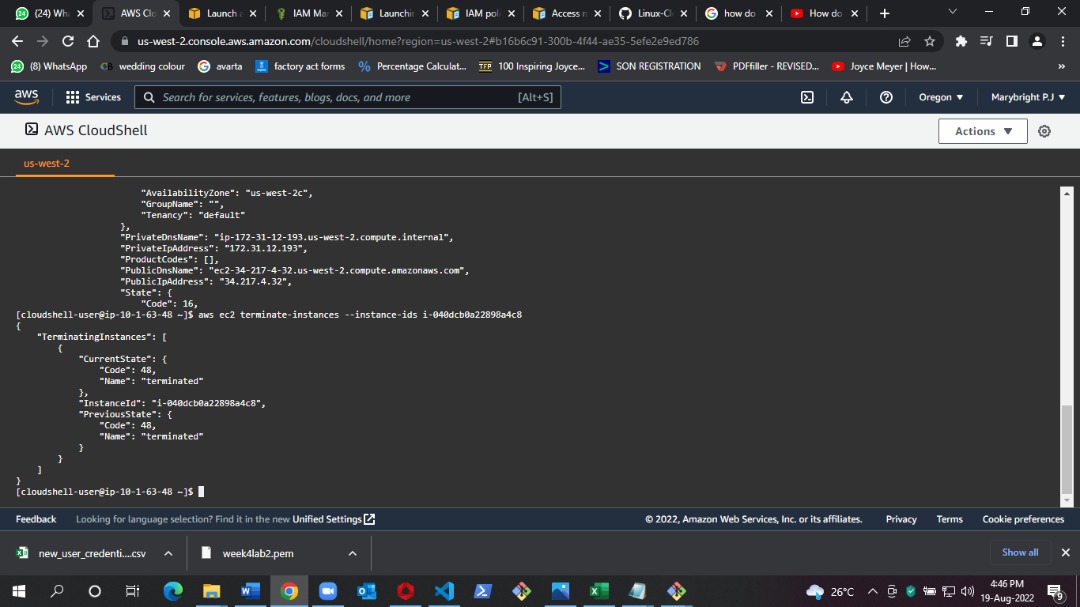 (24) Wha
AWS Clo
Launch a
IAM Mar
Launchin
IAM poli
Access m
Linux-Cl
how do
How do
us-west-2.console.aws.amazon.com/cloudshell/home?region=us-west-2#b16b6c91-300b-4f44-ae35-5efe2e9ed786
(8) WhatsApp
wedding colour
avarta
factory act forms
Percentage Calculat...
100 Inspiring Joyce...
SON REGISTRATION
PDFfiller - REVISED...
Joyce Meyer | How...
»
aws
Services
Search for services, features, blogs, docs, and more
[Alt+S]
Oregon
Marybright P.J
AWS CloudShell
Actions
us-west-2
"AvailabilityZone": "us-west-2c",
"GroupName": "",
"Tenancy": "default"
},
"PrivateDnsName": "ip-172-31-12-193.us-west-2.compute.internal",
"PrivateIpAddress": "172.31.12.193",
"ProductCodes": [],
"PublicDnsName": "ec2-34-217-4-32.us-west-2.compute.amazonaws.com",
"PublicIpAddress": "34.217.4.32",
"State": {
"Code": 16,
[cloudshell-user@ip-10-1-63-48 ~]$ aws ec2 terminate-instances --instance-ids i-040dcb0a22898a4c8
{
"TerminatingInstances": [
{
"CurrentState": {
"Code": 48,
"Name": "terminated"
},
"InstanceId": "i-040dcb0a22898a4c8",
"PreviousState": {
"Code": 48,
"Name": "terminated"
}
}
]
}
[cloudshell-user@ip-10-1-63-48 ~]$
Feedback
Looking for language selection? Find it in the new Unified Settings
© 2022, Amazon Web Services, Inc. or its affiliates.
Privacy
Terms
Cookie preferences
new_user_credenti....csv
week4lab2.pem
Show all
26°C
4:46 PM
19-Aug-2022
9